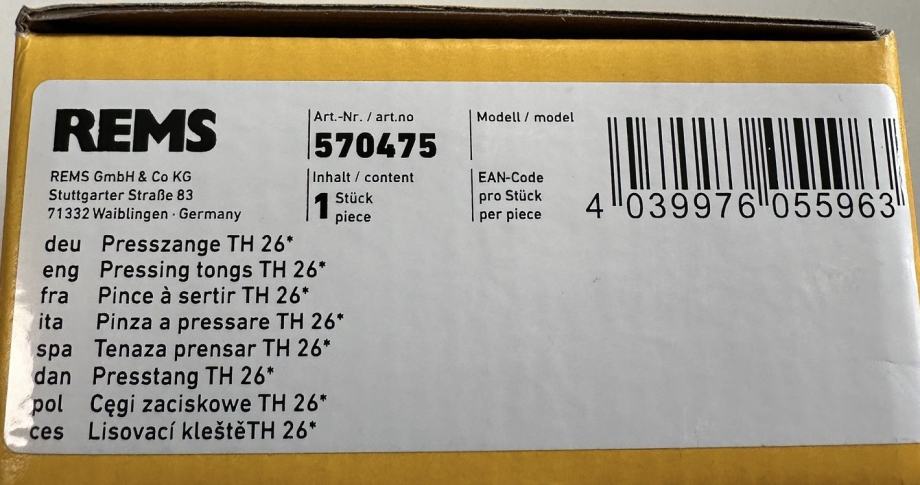 REMS
REMS GmbH & Co KG
Stuttgarter Straße 83
71332 Waiblingen · Germany
Art.-Nr. / art.no
570475
Inhalt / content
1 Stück
piece
Modell / model
EAN-Code
pro Stück
per piece
4 039976 055963
deu Presszange TH 26*
eng Pressing tongs TH 26*
fra Pince à sertir TH 26*
ita Pinza a pressare TH 26*
spa Tenaza prensar TH 26*
dan Presstang TH 26*
pol Cęgi zaciskowe TH 26*
ces Lisovací kleštěTH 26*